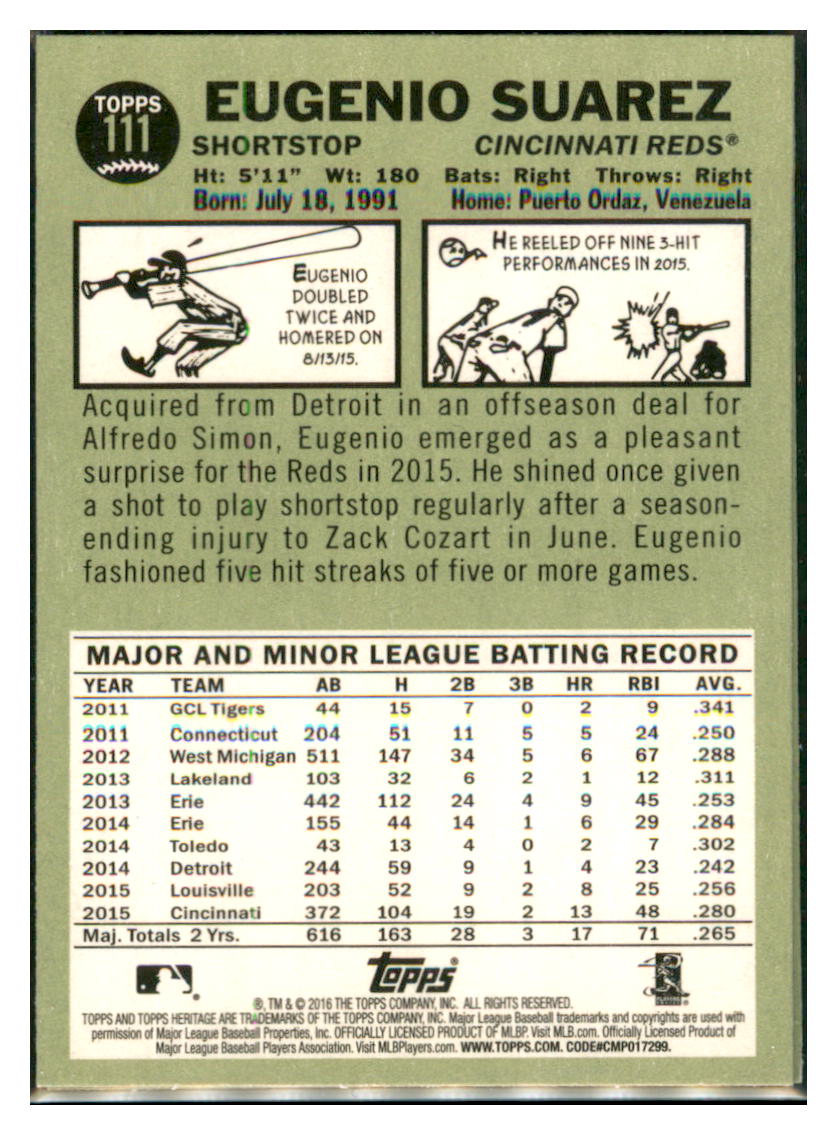 TOPPS
111
EUGENIO SUAREZ
SHORTSTOP CINCINNATI REDS®
Ht: 5'11" Wt: 180 Bats: Right Throws: Right
Born: July 18, 1991 Home: Puerto Ordaz, Venezuela
EUGENIO
DOUBLED
TWICE AND
HOMERED ON
8/13/15.
HE REELED OFF NINE 3-HIT
PERFORMANCES IN 2015.
Acquired from Detroit in an offseason deal for
Alfredo Simon, Eugenio emerged as a pleasant
surprise for the Reds in 2015. He shined once given
a shot to play shortstop regularly after a season-
ending injury to Zack Cozart in June. Eugenio
fashioned five hit streaks of five or more games.
MAJOR AND MINOR LEAGUE BATTING RECORD
YEAR TEAM AB H 2B 3B HR RBI AVG.
2011 GCL Tigers 44 15 7 0 2 9 .341
2011 Connecticut 204 51 11 5 5 24 .250
2012 West Michigan 511 147 34 5 6 67 .288
2013 Lakeland 103 32 6 2 1 12 .311
2013 Erie 442 112 24 4 9 45 .253
2014 Erie 155 44 14 1 6 29 .284
2014 Toledo 43 13 4 0 2 7 .302
2014 Detroit 244 59 9 1 4 23 .242
2015 Louisville 203 52 9 2 8 25 .256
2015 Cincinnati 372 104 19 2 13 48 .280
Maj. Totals 2 Yrs. 616 163 28 3 17 71 .265
Topps®
®, TM & © 2016 THE TOPPS COMPANY, INC. ALL RIGHTS RESERVED.
TOPPS AND TOPPS HERITAGE ARE TRADEMARKS OF THE TOPPS COMPANY, INC. Major League Baseball trademarks and copyrights are used with
permission of Major League Baseball Properties, Inc. OFFICIALLY LICENSED PRODUCT OF MLBP. Visit MLB.com. Officially Licensed Product of
Major League Baseball Players Association. Visit MLBPlayers.com. WWW.TOPPS.COM. CODE#CMP017299.